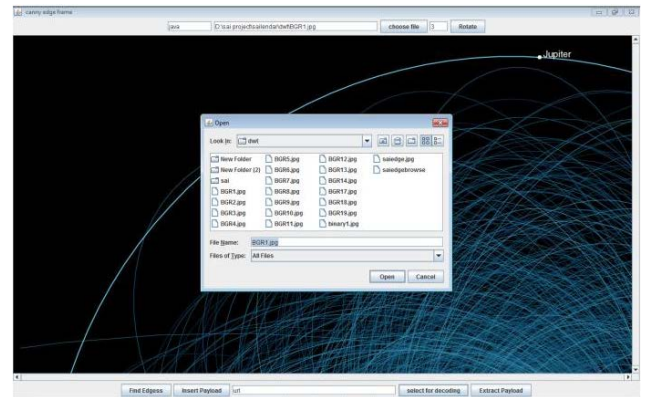 canny edge frame
java D:\sai project\sailendar\dwt\BGR1.jpg choose file 3 Rotate
Jupiter
Open
Look in: dwt
New Folder BGR5.jpg BGR12.jpg saiedge.jpg
New Folder (2) BGR6.jpg BGR13.jpg saiedgebrowse
sai BGR7.jpg BGR14.jpg
BGR1.jpg BGR8.jpg BGR17.jpg
BGR2.jpg BGR9.jpg BGR18.jpg
BGR3.jpg BGR10.jpg BGR19.jpg
BGR4.jpg BGR11.jpg binary1.jpg
File Name: BGR1.jpg
Files of Type: All Files
Open Cancel
Find Edgess Insert Payload select for decoding Extract Payload